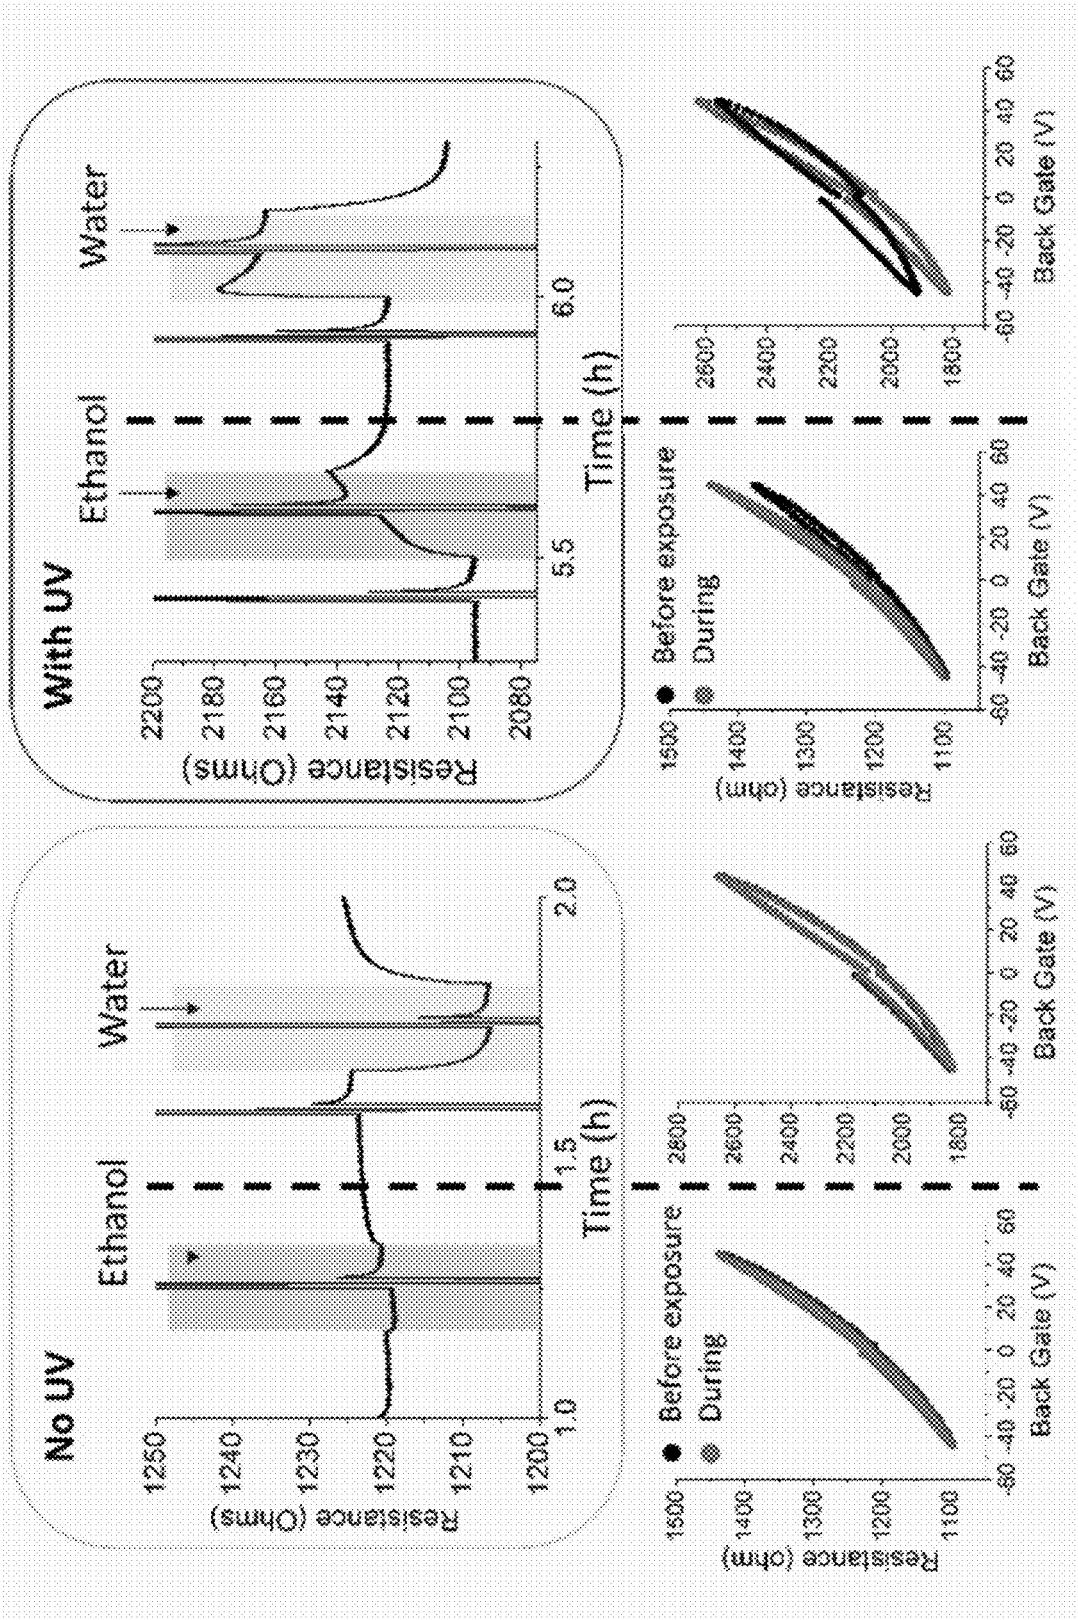 No UV
Ethanol
Water
Resistance (Ohms)
1250
1240
1230
1220
1210
1200
1.0
1.5
2.0
Time (h)
With UV
Ethanol
Water
Resistance (Ohms)
2200
2180
2160
2140
2120
2100
2080
5.5
6.0
Time (h)
Before exposure
During
Resistance (ohm)
1500
1400
1300
1200
1100
-60 -40 -20 0 20 40 60
Back Gate (V)
2800
2600
2400
2200
2000
1800
-60 -40 -20 0 20 40 60
Back Gate (V)
Before exposure
During
Resistance (ohm)
1500
1400
1300
1200
1100
-60 -40 -20 0 20 40 60
Back Gate (V)
2600
2400
2200
2000
1800
-60 -40 -20 0 20 40 60
Back Gate (V)